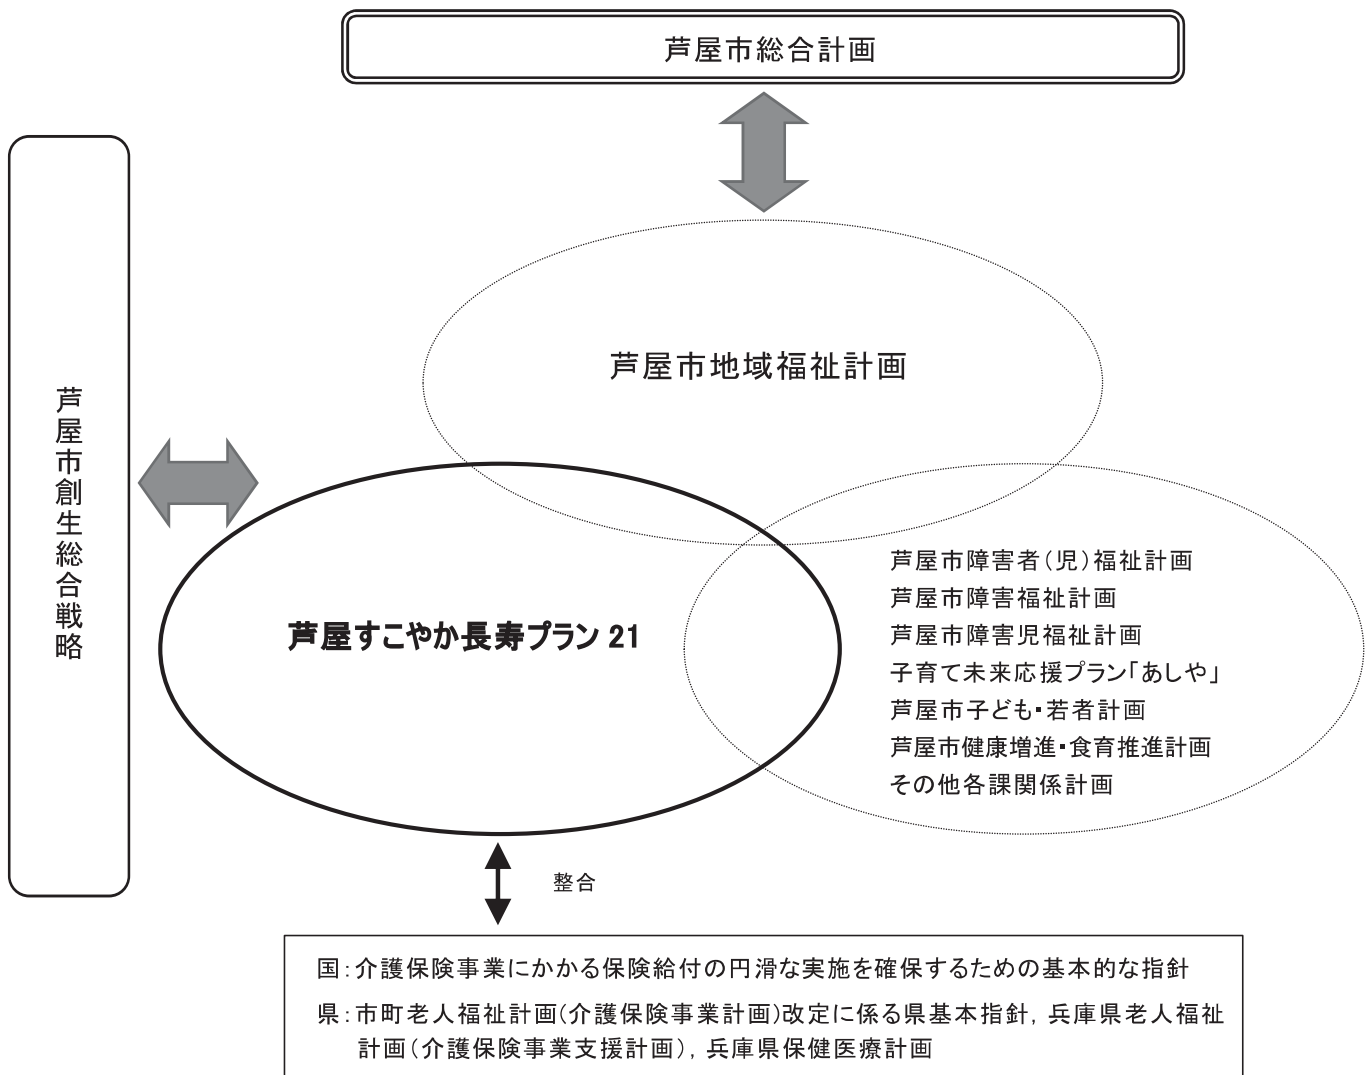 芦屋市総合計画
芦屋市創生総合戦略
芦屋市地域福祉計画
芦屋すこやか長寿プラン 21
芦屋市障害者(児)福祉計画
芦屋市障害福祉計画
芦屋市障害児福祉計画
子育て未来応援プラン「あしや」
芦屋市子ども・若者計画
芦屋市健康増進・食育推進計画
その他各課関係計画
整合
国:介護保険事業にかかる保険給付の円滑な実施を確保するための基本的な指針
県:市町老人福祉計画(介護保険事業計画)改定に係る県基本指針,兵庫県老人福祉
計画(介護保険事業支援計画),兵庫県保健医療計画